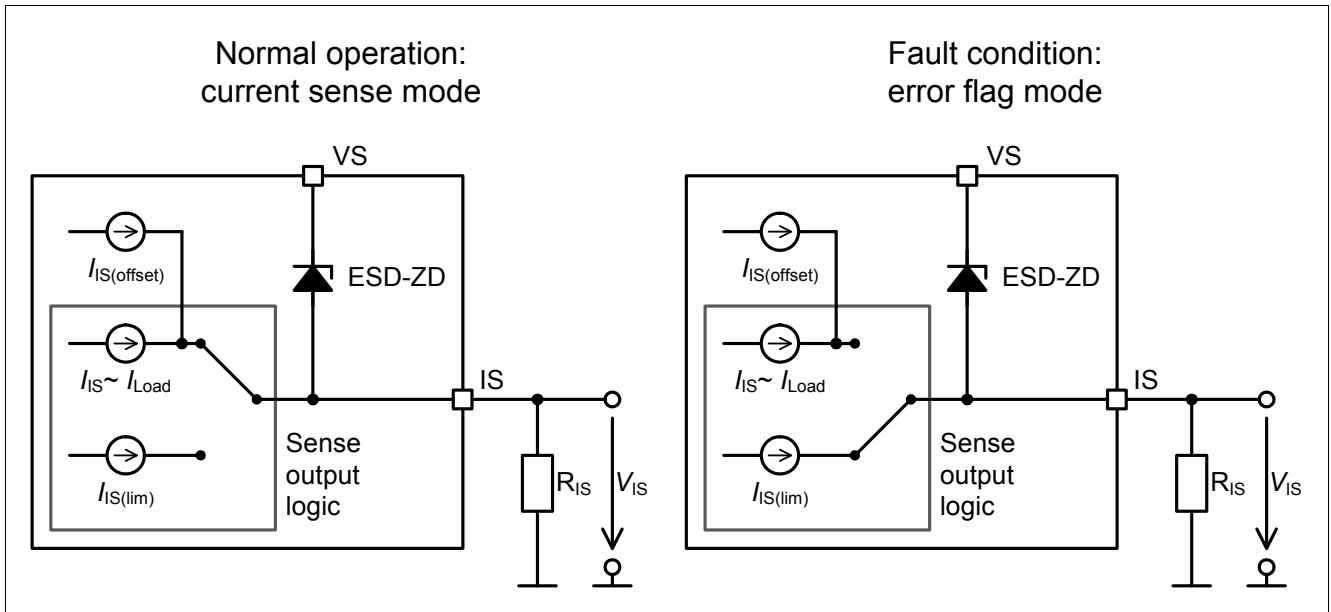 Normal operation:
current sense mode
VS
I_IS(offset)
ESD-ZD
I_IS ~ I_Load
IS
I_IS(lim)
Sense
output
logic
R_IS
V_IS
Fault condition:
error flag mode
VS
I_IS(offset)
ESD-ZD
I_IS ~ I_Load
IS
I_IS(lim)
Sense
output
logic
R_IS
V_IS